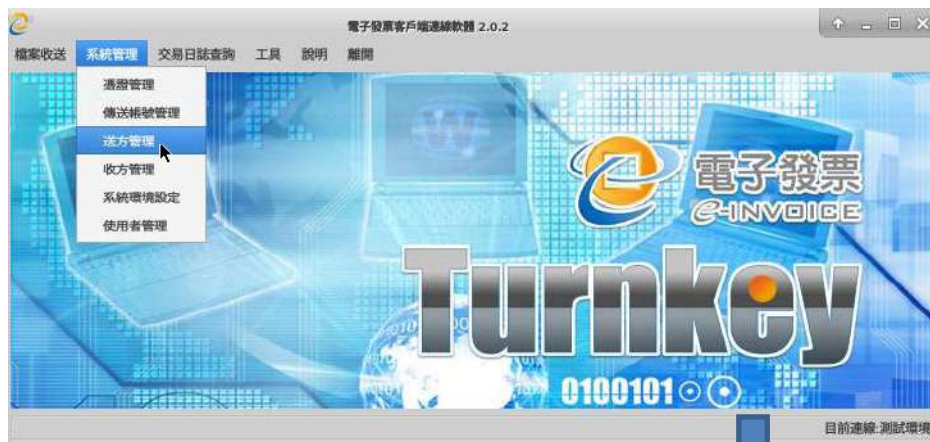 電子發票客戶端連線軟體 2.0.2
檔案收送 系統管理 交易日誌查詢 工具 說明 離開
憑證管理
傳送帳號管理
送方管理
收方管理
系統環境設定
使用者管理
W
電子發票
e-INVOICE
Turnkey
0100101
目前連線:測試環境